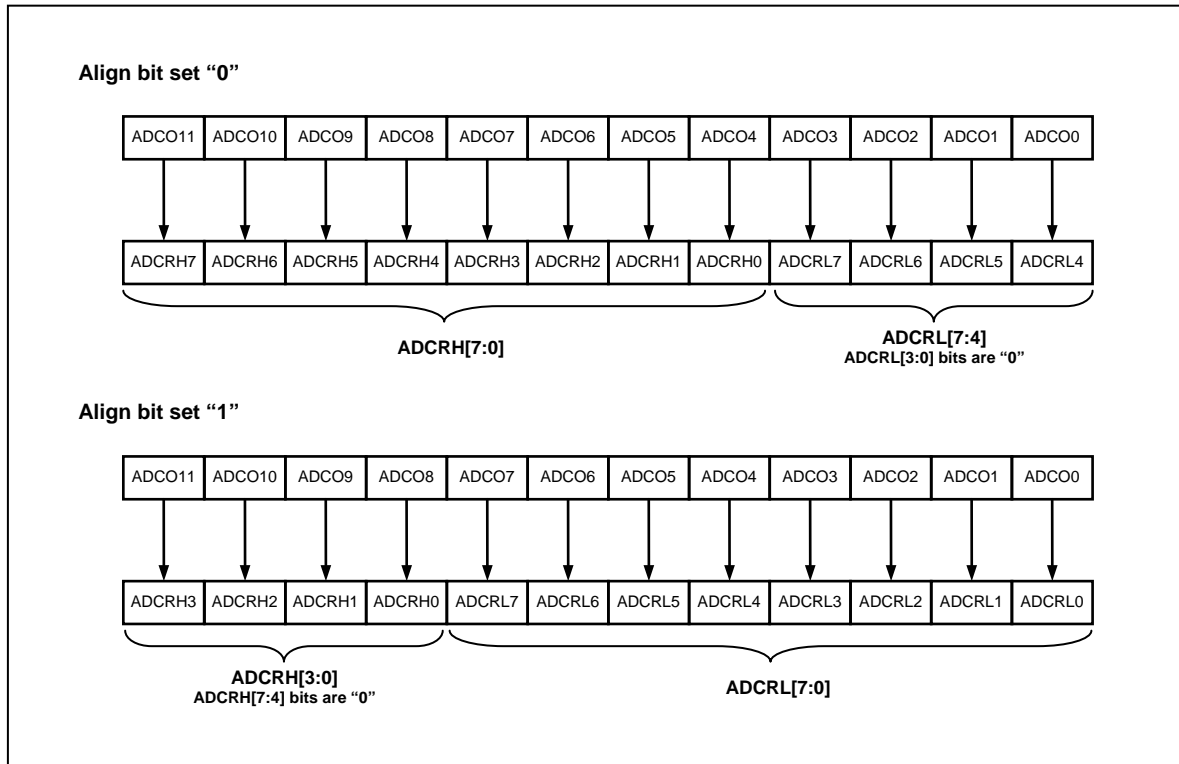 Align bit set “0”
ADCO11 ADCO10 ADCO9 ADCO8 ADCO7 ADCO6 ADCO5 ADCO4 ADCO3 ADCO2 ADCO1 ADCO0
ADCRH7 ADCRH6 ADCRH5 ADCRH4 ADCRH3 ADCRH2 ADCRH1 ADCRH0 ADCRL7 ADCRL6 ADCRL5 ADCRL4
ADCRH[7:0] ADCRL[7:4]
ADCRL[3:0] bits are “0”
Align bit set “1”
ADCO11 ADCO10 ADCO9 ADCO8 ADCO7 ADCO6 ADCO5 ADCO4 ADCO3 ADCO2 ADCO1 ADCO0
ADCRH3 ADCRH2 ADCRH1 ADCRH0 ADCRL7 ADCRL6 ADCRL5 ADCRL4 ADCRL3 ADCRL2 ADCRL1 ADCRL0
ADCRH[3:0] ADCRL[7:0]
ADCRH[7:4] bits are “0”